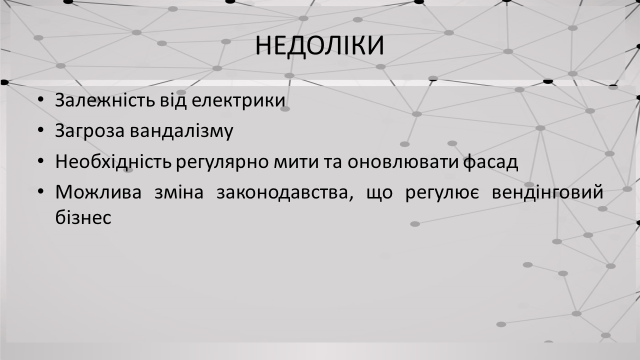 НЕДОЛІКИ
• Залежність від електрики
• Загроза вандалізму
• Необхідність регулярно мити та оновлювати фасад
• Можлива зміна законодавства, що регулює вендінговий
бізнес